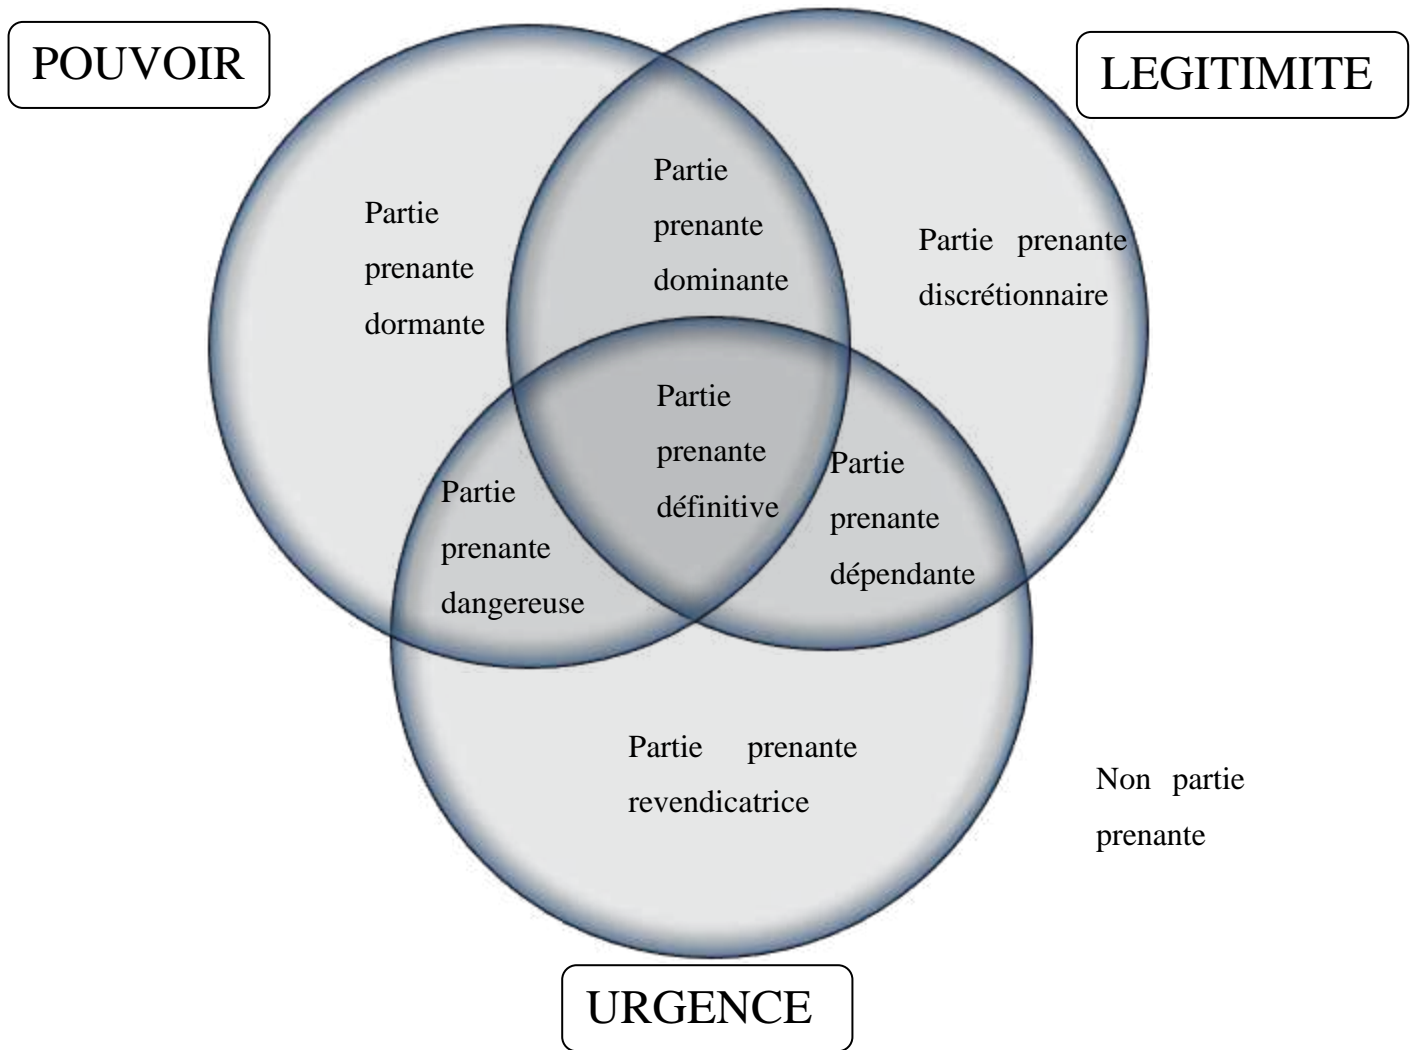 POUVOIR
LEGITIMITE
Partie
prenante
dormante
Partie
prenante
dominante
Partie prenante
discrétionnaire
Partie
prenante
définitive
Partie
prenante
dangereuse
Partie
prenante
dépendante
Partie prenante
revendicatrice
Non partie
prenante
URGENCE